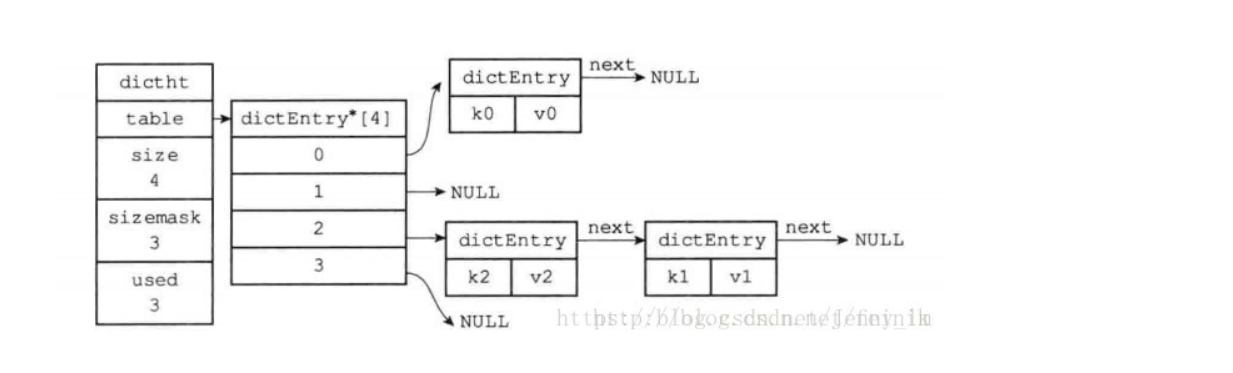 dictht
table
size
4
sizemask
3
used
3
dictEntry*[4]
0
1
2
3
dictEntry
k0 v0
next
NULL
NULL
dictEntry
k2 v2
next
dictEntry
k1 v1
next
NULL
NULL